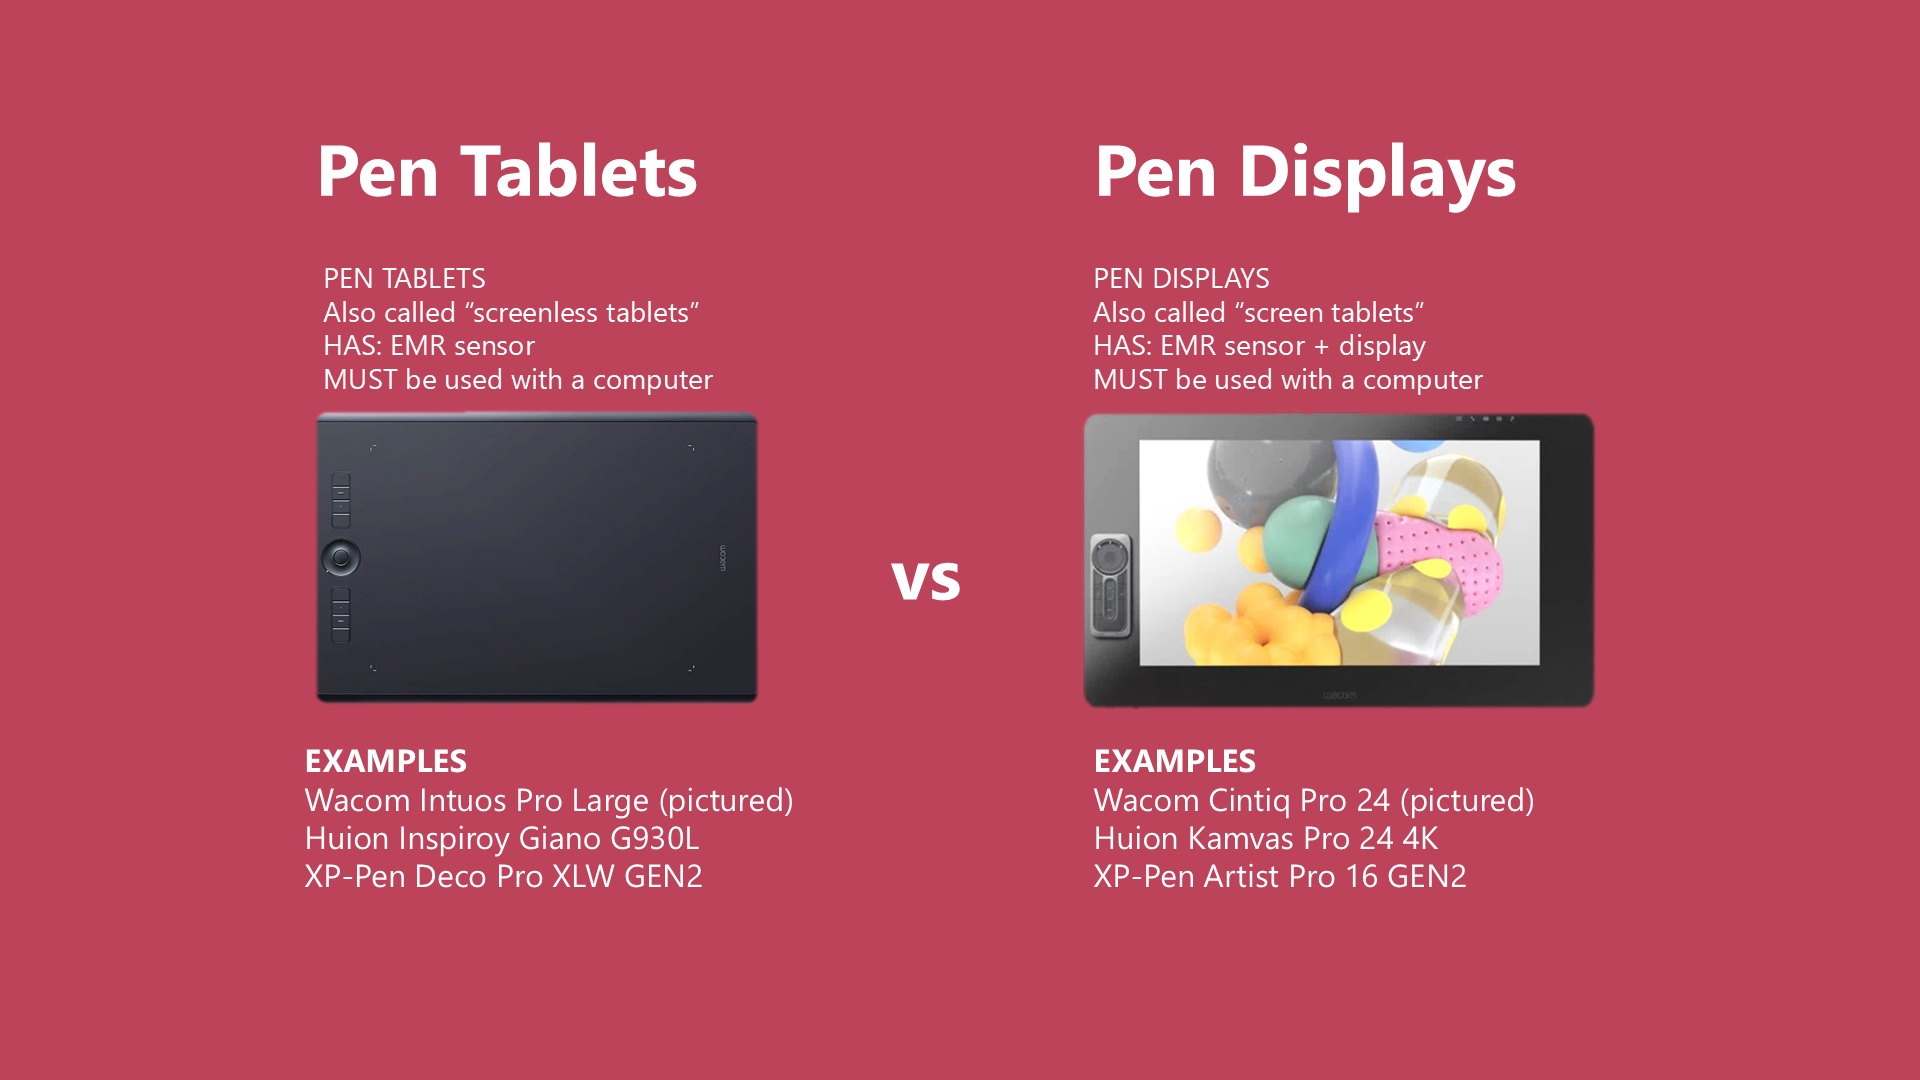 Pen Tablets
PEN TABLETS
Also called “screenless tablets”
HAS: EMR sensor
MUST be used with a computer
wacom
EXAMPLES
Wacom Intuos Pro Large (pictured)
Huion Inspiroy Giano G930L
XP-Pen Deco Pro XLW GEN2
vs
Pen Displays
PEN DISPLAYS
Also called “screen tablets”
HAS: EMR sensor + display
MUST be used with a computer
wacom
EXAMPLES
Wacom Cintiq Pro 24 (pictured)
Huion Kamvas Pro 24 4K
XP-Pen Artist Pro 16 GEN2